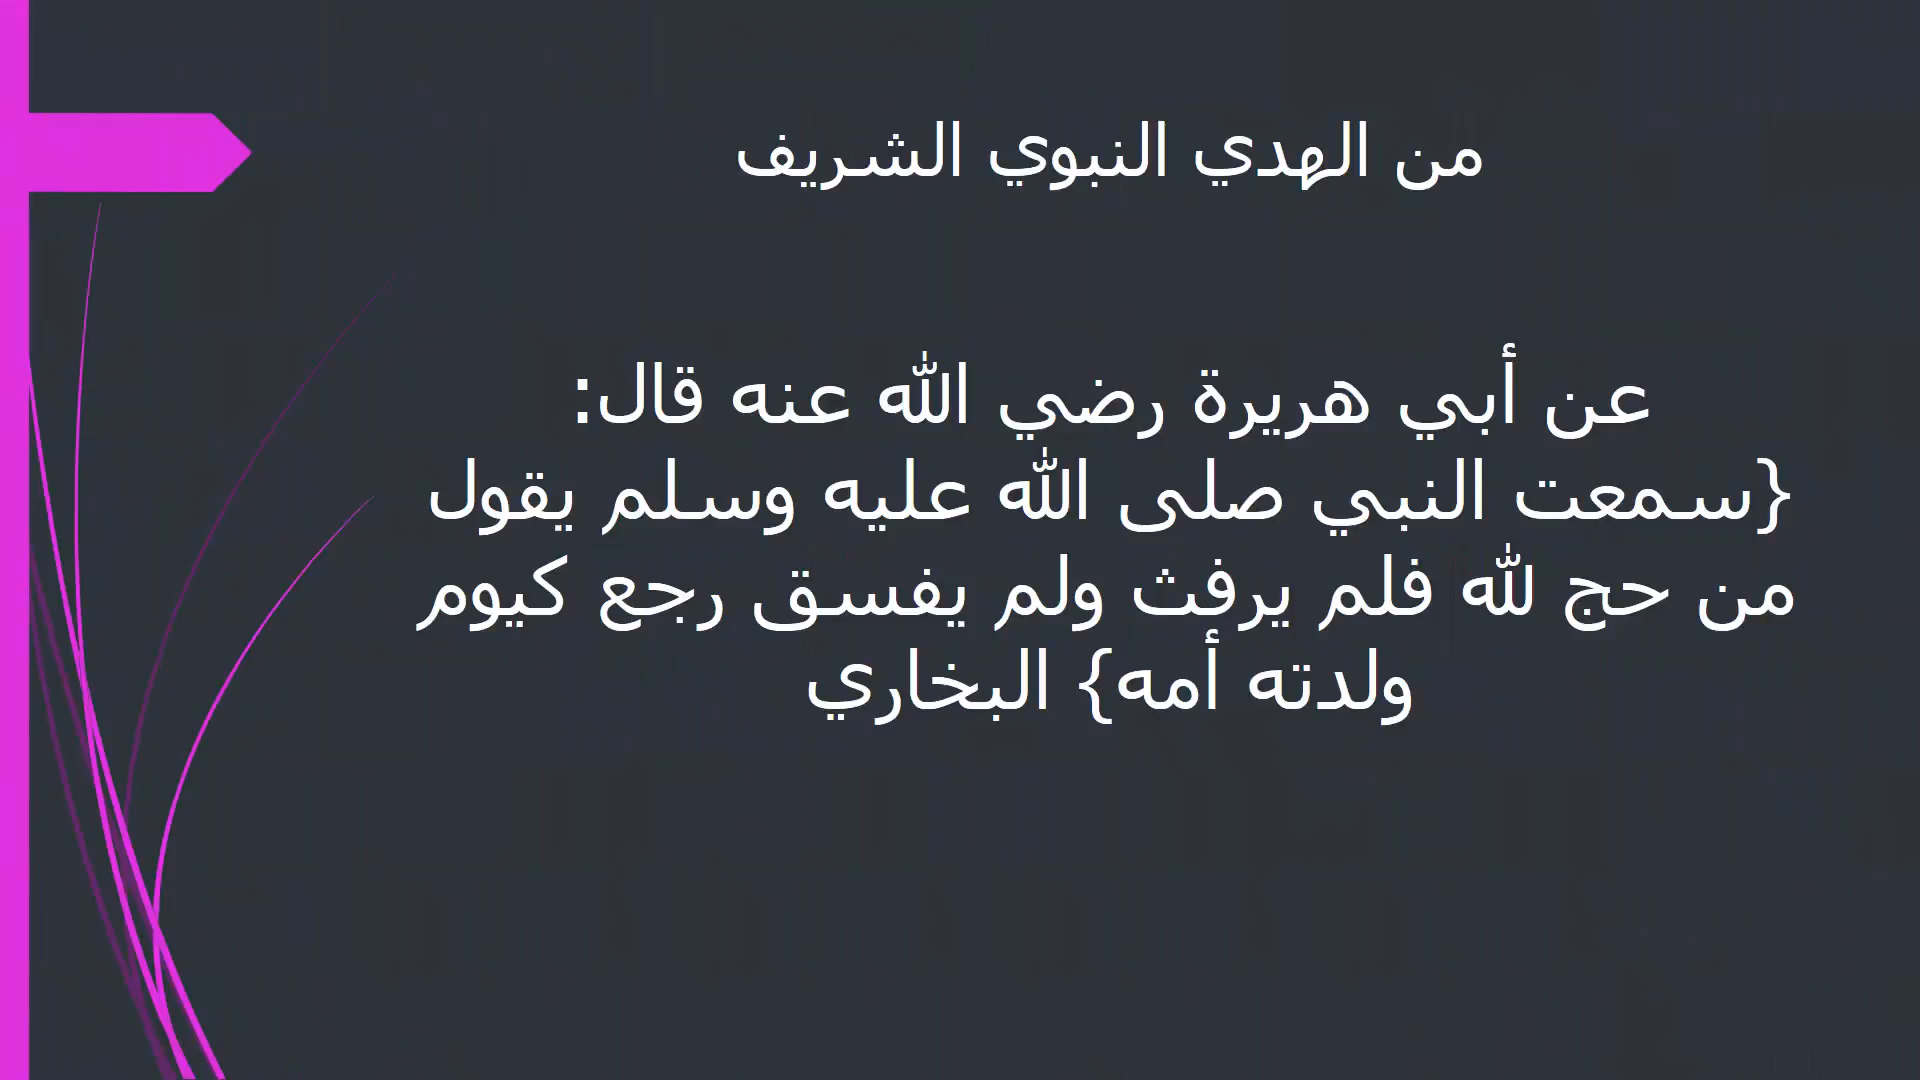 من الهدي النبوي الشريف
عن أبي هريرة رضي الله عنه قال:
{سمعت النبي صلى الله عليه وسلم يقول
من حج لله فلم يرفث ولم يفسق رجع كيوم
ولدته أمه} البخاري